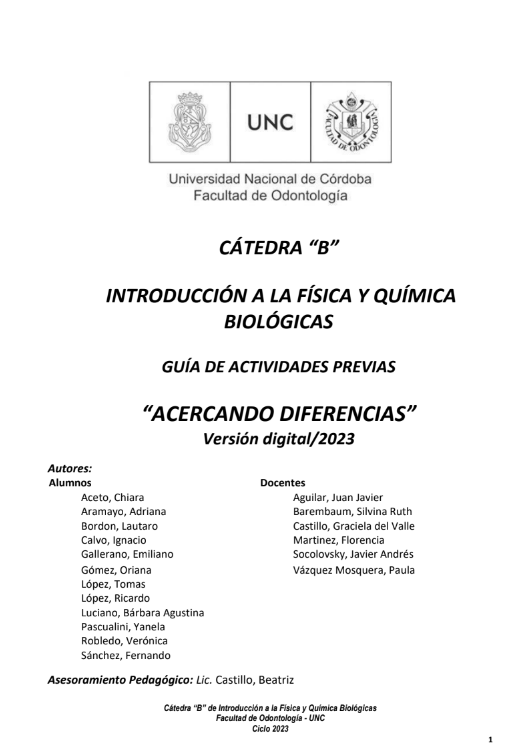 UNC
FACULTAD DE ODONTOLOGIA
Universidad Nacional de Córdoba
Facultad de Odontología
CÁTEDRA “B”
INTRODUCCIÓN A LA FÍSICA Y QUÍMICA
BIOLÓGICAS
GUÍA DE ACTIVIDADES PREVIAS
“ACERCANDO DIFERENCIAS”
Versión digital/2023
Autores:
Alumnos
Aceto, Chiara
Aramayo, Adriana
Bordon, Lautaro
Calvo, Ignacio
Gallerano, Emiliano
Gómez, Oriana
López, Tomas
López, Ricardo
Luciano, Bárbara Agustina
Pascualini, Yanela
Robledo, Verónica
Sánchez, Fernando
Docentes
Aguilar, Juan Javier
Barembaum, Silvina Ruth
Castillo, Graciela del Valle
Martinez, Florencia
Socolovsky, Javier Andrés
Vázquez Mosquera, Paula
Asesoramiento Pedagógico: Lic. Castillo, Beatriz
Cátedra “B” de Introducción a la Física y Química Biológicas
Facultad de Odontología - UNC
Ciclo 2023
1